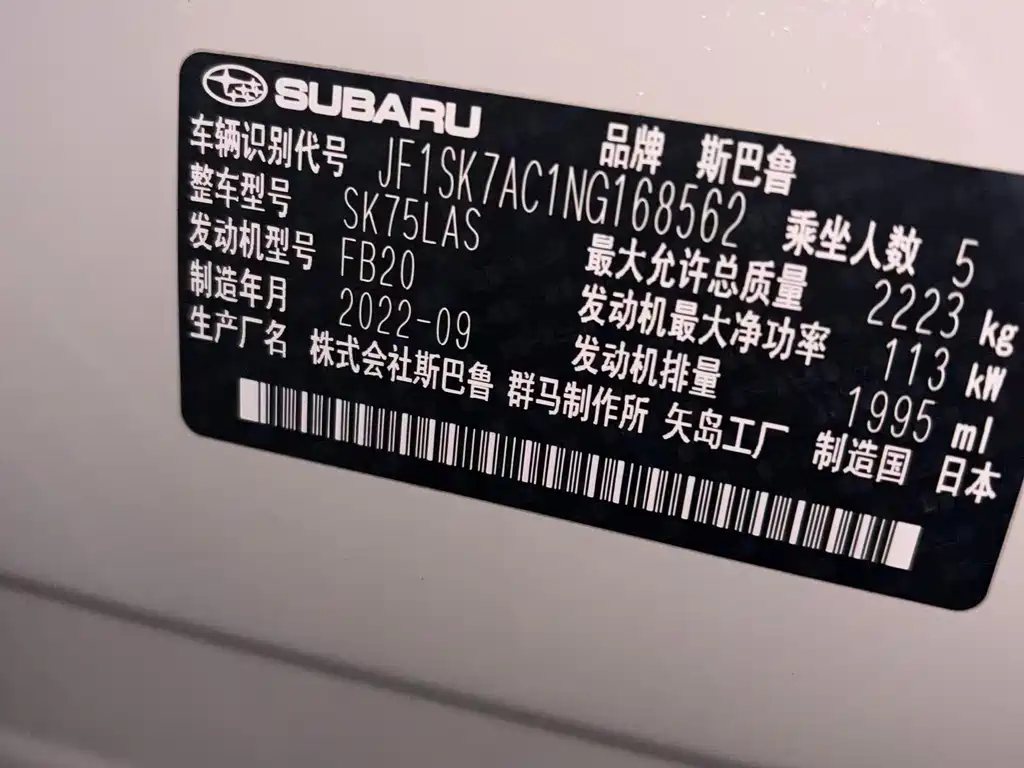 SUBARU
品牌 斯巴鲁
车辆识别代号 JF1SK7AC1NG168562 乘坐人数 5
整车型号 SK75LAS 最大允许总质量 2223 kg
发动机型号 FB20 发动机最大净功率 113 kW
制造年月 2022-09 发动机排量 1995 ml
生产厂名 株式会社斯巴鲁 群马制作所 矢岛工厂 制造国 日本